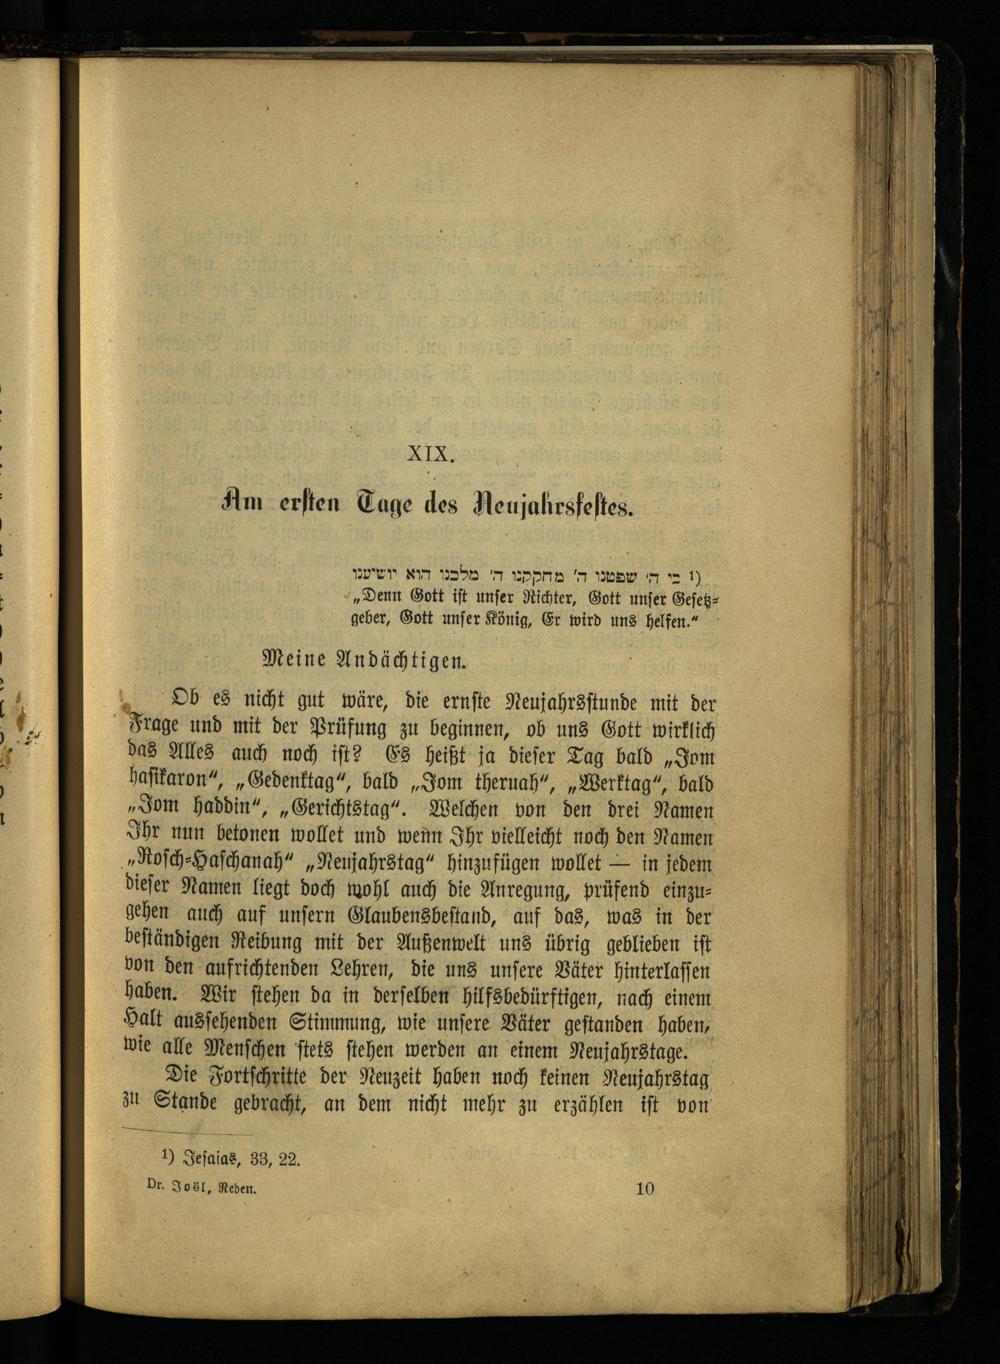 XIX.
Am ersten Tage des Neujahrsfestes.
כי ה' שפטנו ה' מחקקנו ה' מלכנו הוא יושיענו ¹)
„Denn Gott ist unser Richter, Gott unser Gesetz-
geber, Gott unser König, Er wird uns helfen.“
Meine Andächtigen.
Ob es nicht gut wäre, die ernste Neujahrsstunde mit der
Frage und mit der Prüfung zu beginnen, ob uns Gott wirklich
das Alles auch noch ist? Es heißt ja dieser Tag bald „Jom
hasikaron“, „Gedenktag“, bald „Jom theruah“, „Werktag“, bald
„Jom haddin“, „Gerichtstag“. Welchen von den drei Namen
Ihr nun betonen wollet und wenn Ihr vielleicht noch den Namen
„Rosch-Haschanah“ „Neujahrstag“ hinzufügen wollet — in jedem
dieser Namen liegt doch wohl auch die Anregung, prüfend einzu-
gehen auch auf unsern Glaubensbestand, auf das, was in der
beständigen Reibung mit der Außenwelt uns übrig geblieben ist
von den aufrichtenden Lehren, die uns unsere Väter hinterlassen
haben. Wir stehen da in derselben hilfsbedürftigen, nach einem
Halt aussehenden Stimmung, wie unsere Väter gestanden haben,
wie alle Menschen stets stehen werden an einem Neujahrstage.
Die Fortschritte der Neuzeit haben noch keinen Neujahrstag
zu Stande gebracht, an dem nicht mehr zu erzählen ist von
¹) Jesaias, 33, 22.
Dr. Joël, Reden. 10